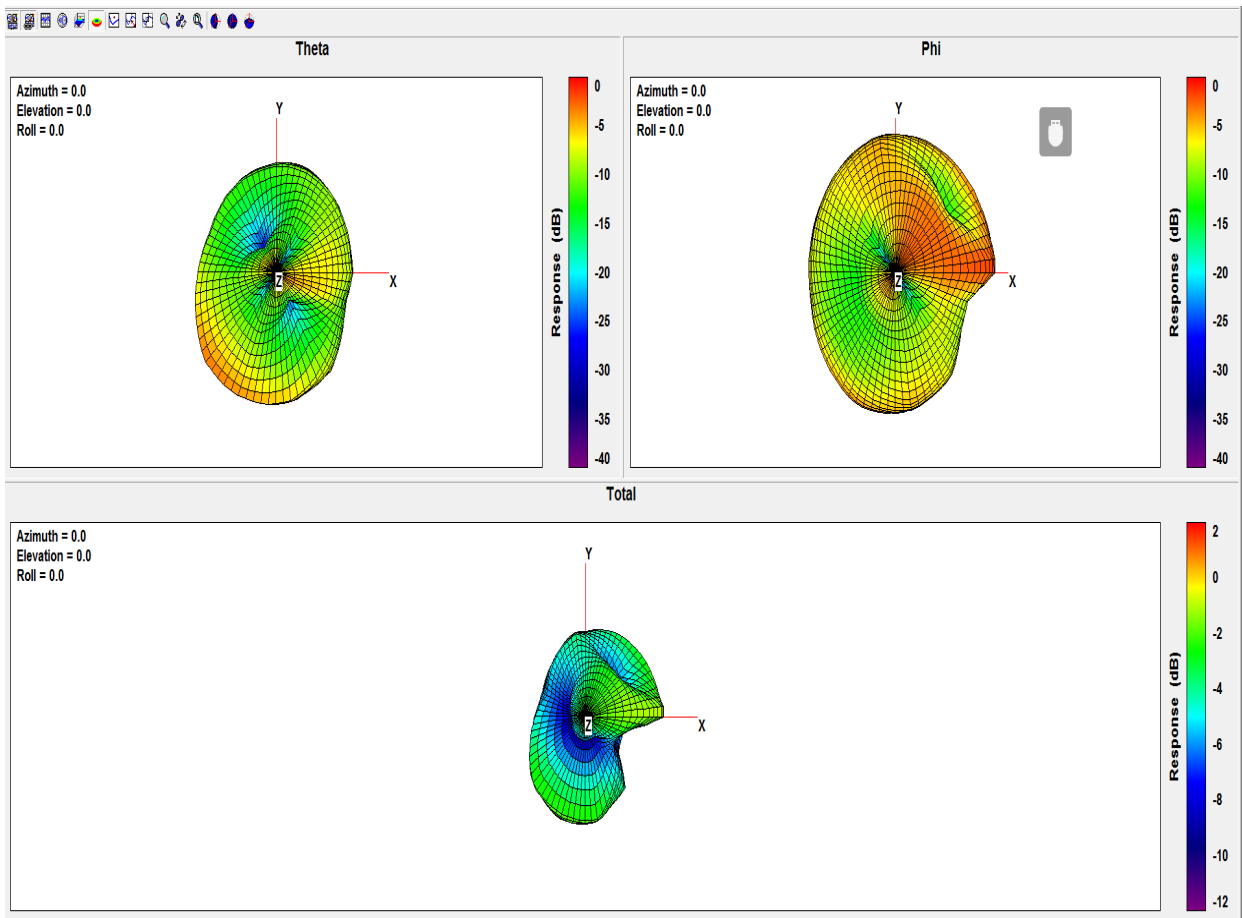 Theta
Azimuth = 0.0
Elevation = 0.0
Roll = 0.0
Y
X
Z
0
-5
-10
-15
-20
-25
-30
-35
-40
Response (dB)
Phi
Azimuth = 0.0
Elevation = 0.0
Roll = 0.0
Y
X
Z
0
-5
-10
-15
-20
-25
-30
-35
-40
Response (dB)
Total
Azimuth = 0.0
Elevation = 0.0
Roll = 0.0
Y
X
Z
2
0
-2
-4
-6
-8
-10
-12
Response (dB)